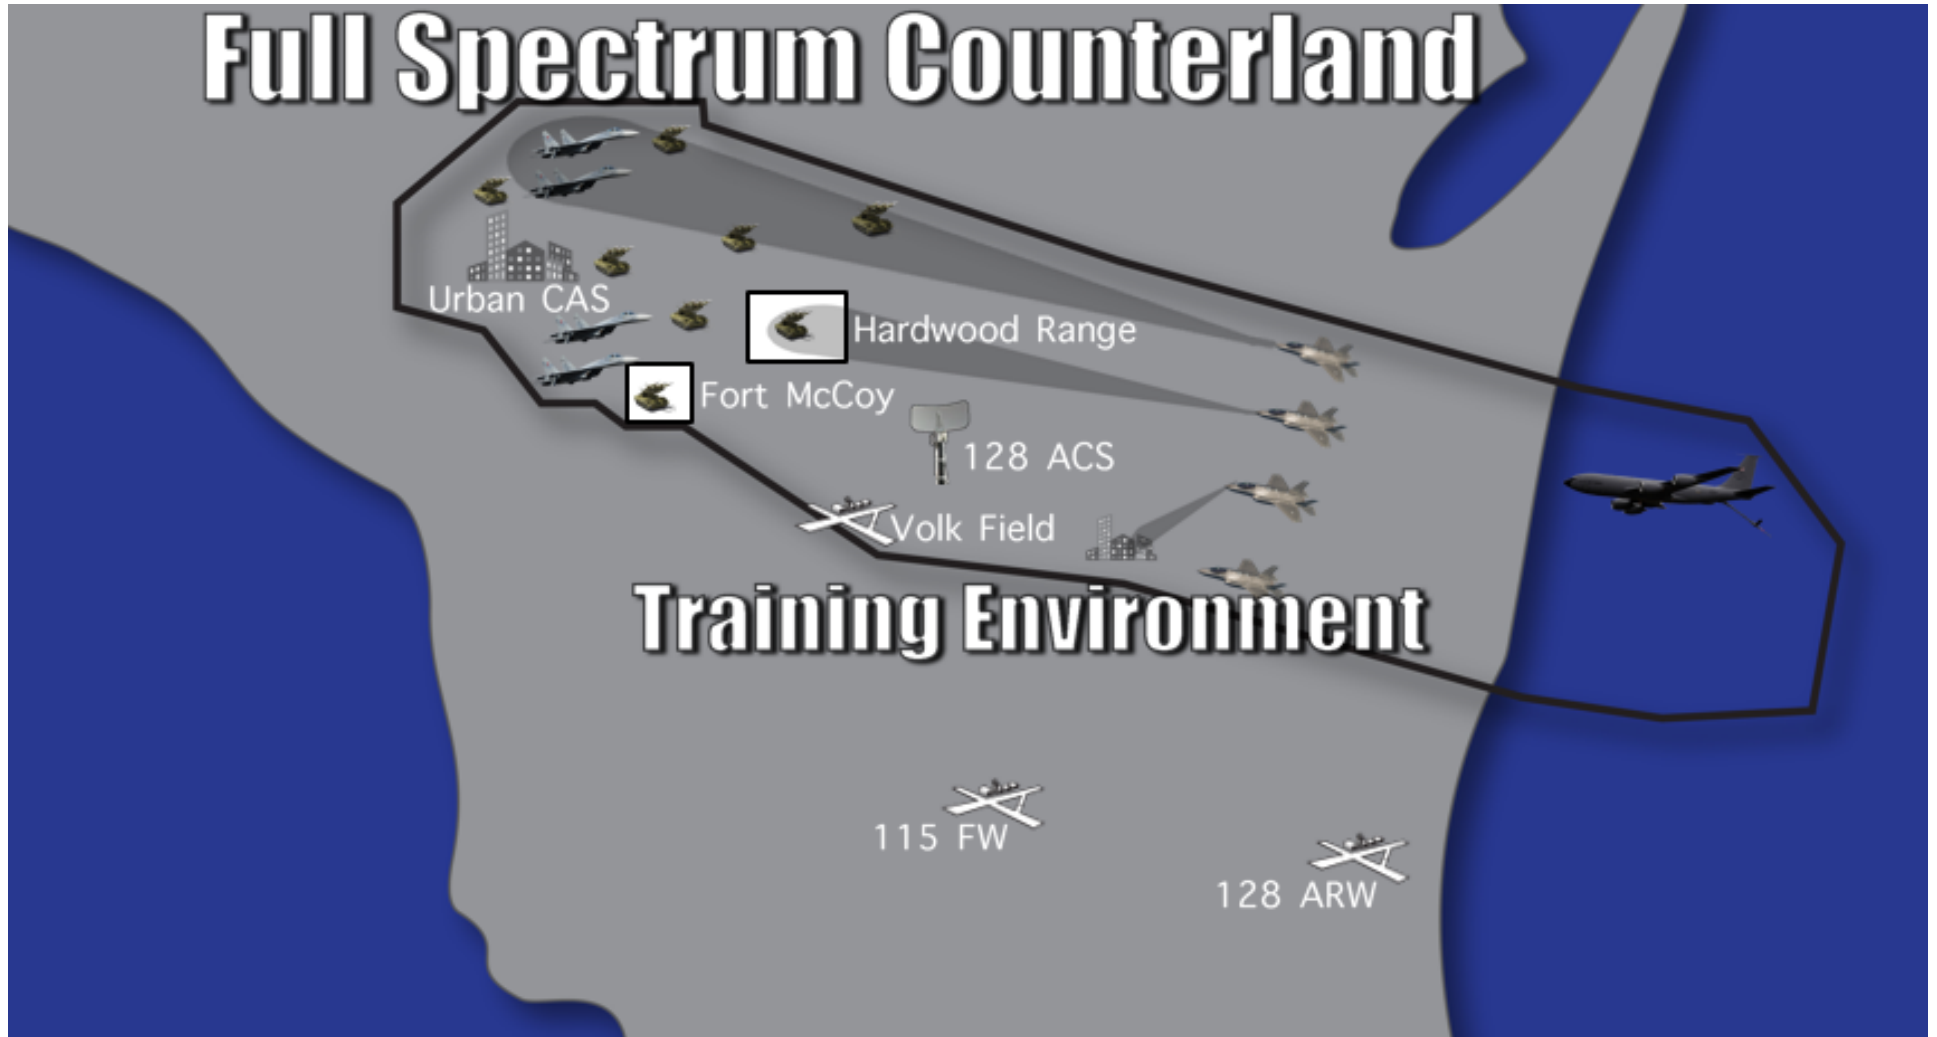 Full Spectrum Counterland
Urban CAS
Hardwood Range
Fort McCoy
128 ACS
Volk Field
Training Environment
115 FW
128 ARW